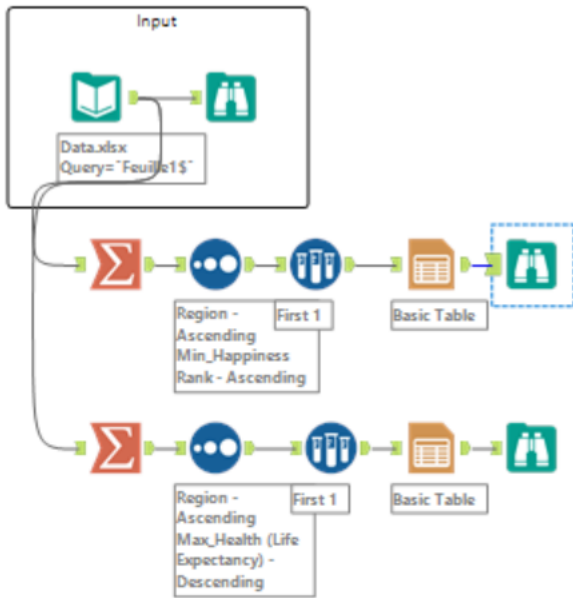 Input
Data.xlsx
Query=`Feuille1$`
Region -
Ascending
Min_Happiness
Rank - Ascending
First 1
Basic Table
Region -
Ascending
Max_Health (Life
Expectancy) -
Descending
First 1
Basic Table